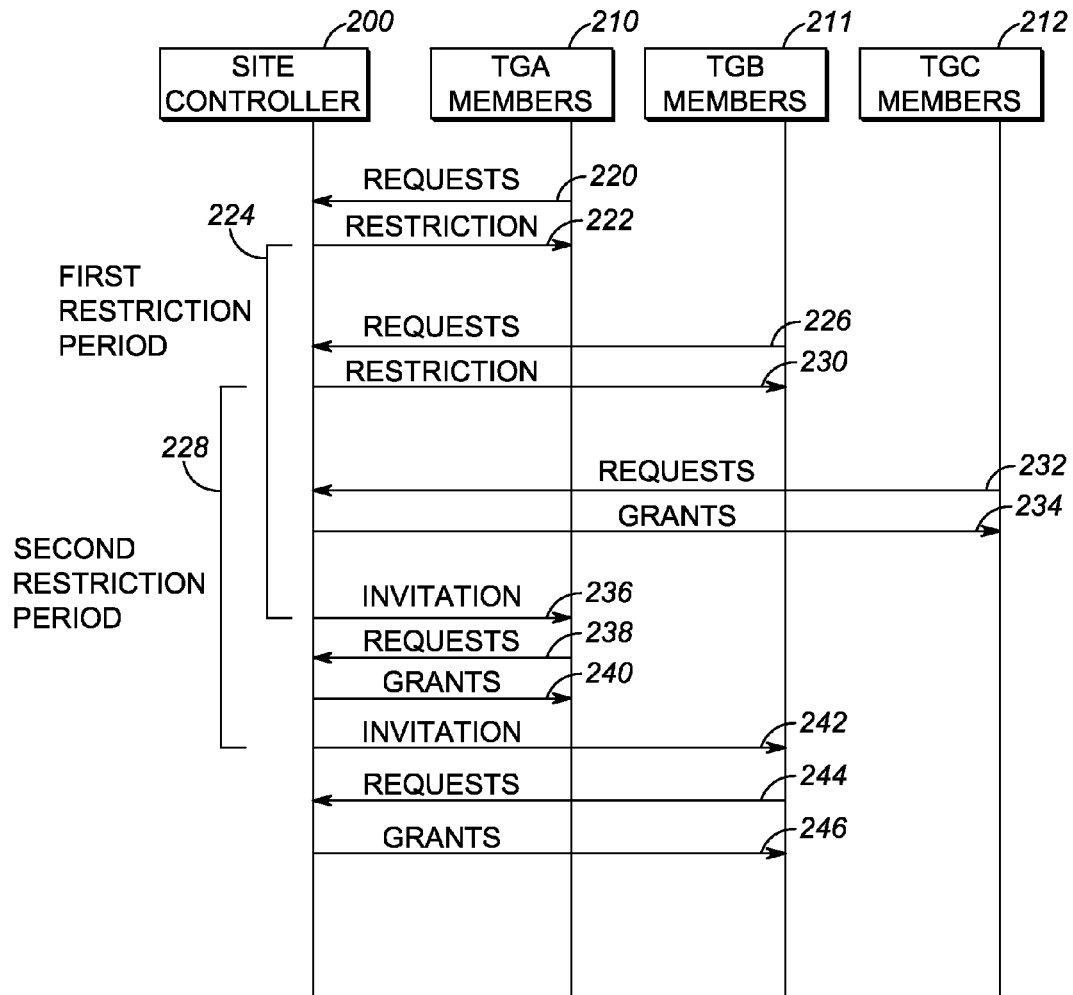 200
210
211
212
SITE
CONTROLLER
TGA
MEMBERS
TGB
MEMBERS
TGC
MEMBERS
REQUESTS
220
224
RESTRICTION
222
FIRST
RESTRICTION
PERIOD
REQUESTS
226
RESTRICTION
230
228
REQUESTS
232
GRANTS
234
SECOND
RESTRICTION
PERIOD
INVITATION
236
REQUESTS
238
GRANTS
240
INVITATION
242
REQUESTS
244
GRANTS
246